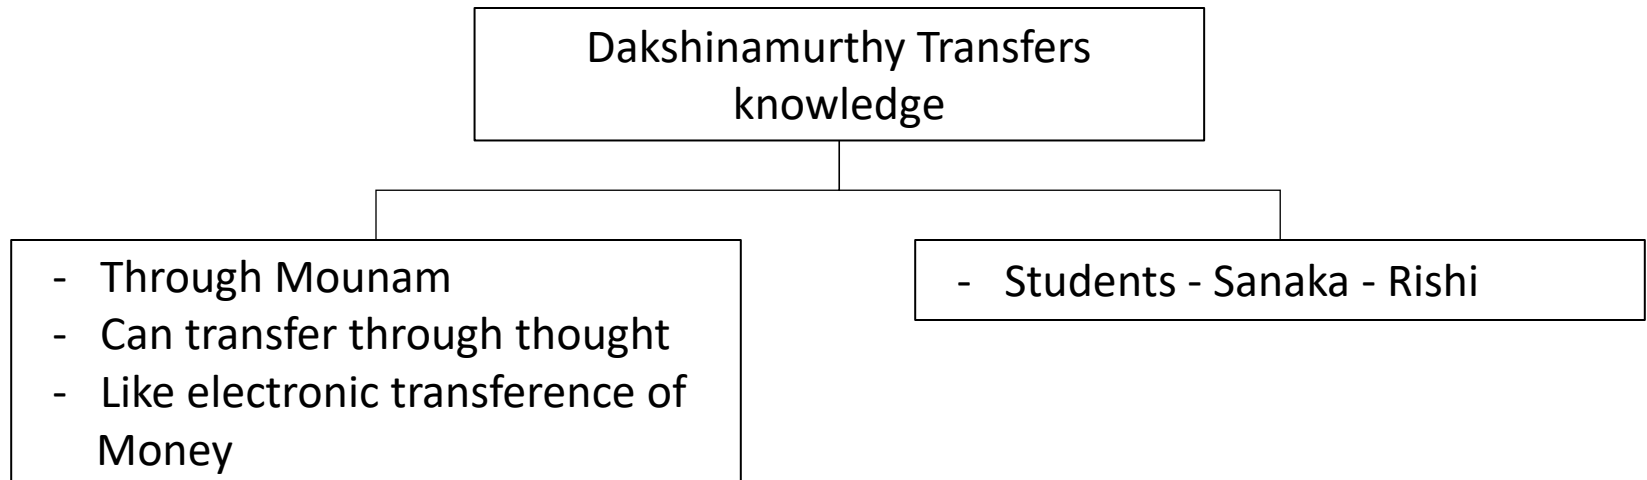 Dakshinamurthy Transfers
knowledge
- Through Mounam
- Can transfer through thought
- Like electronic transference of
Money
- Students - Sanaka - Rishi